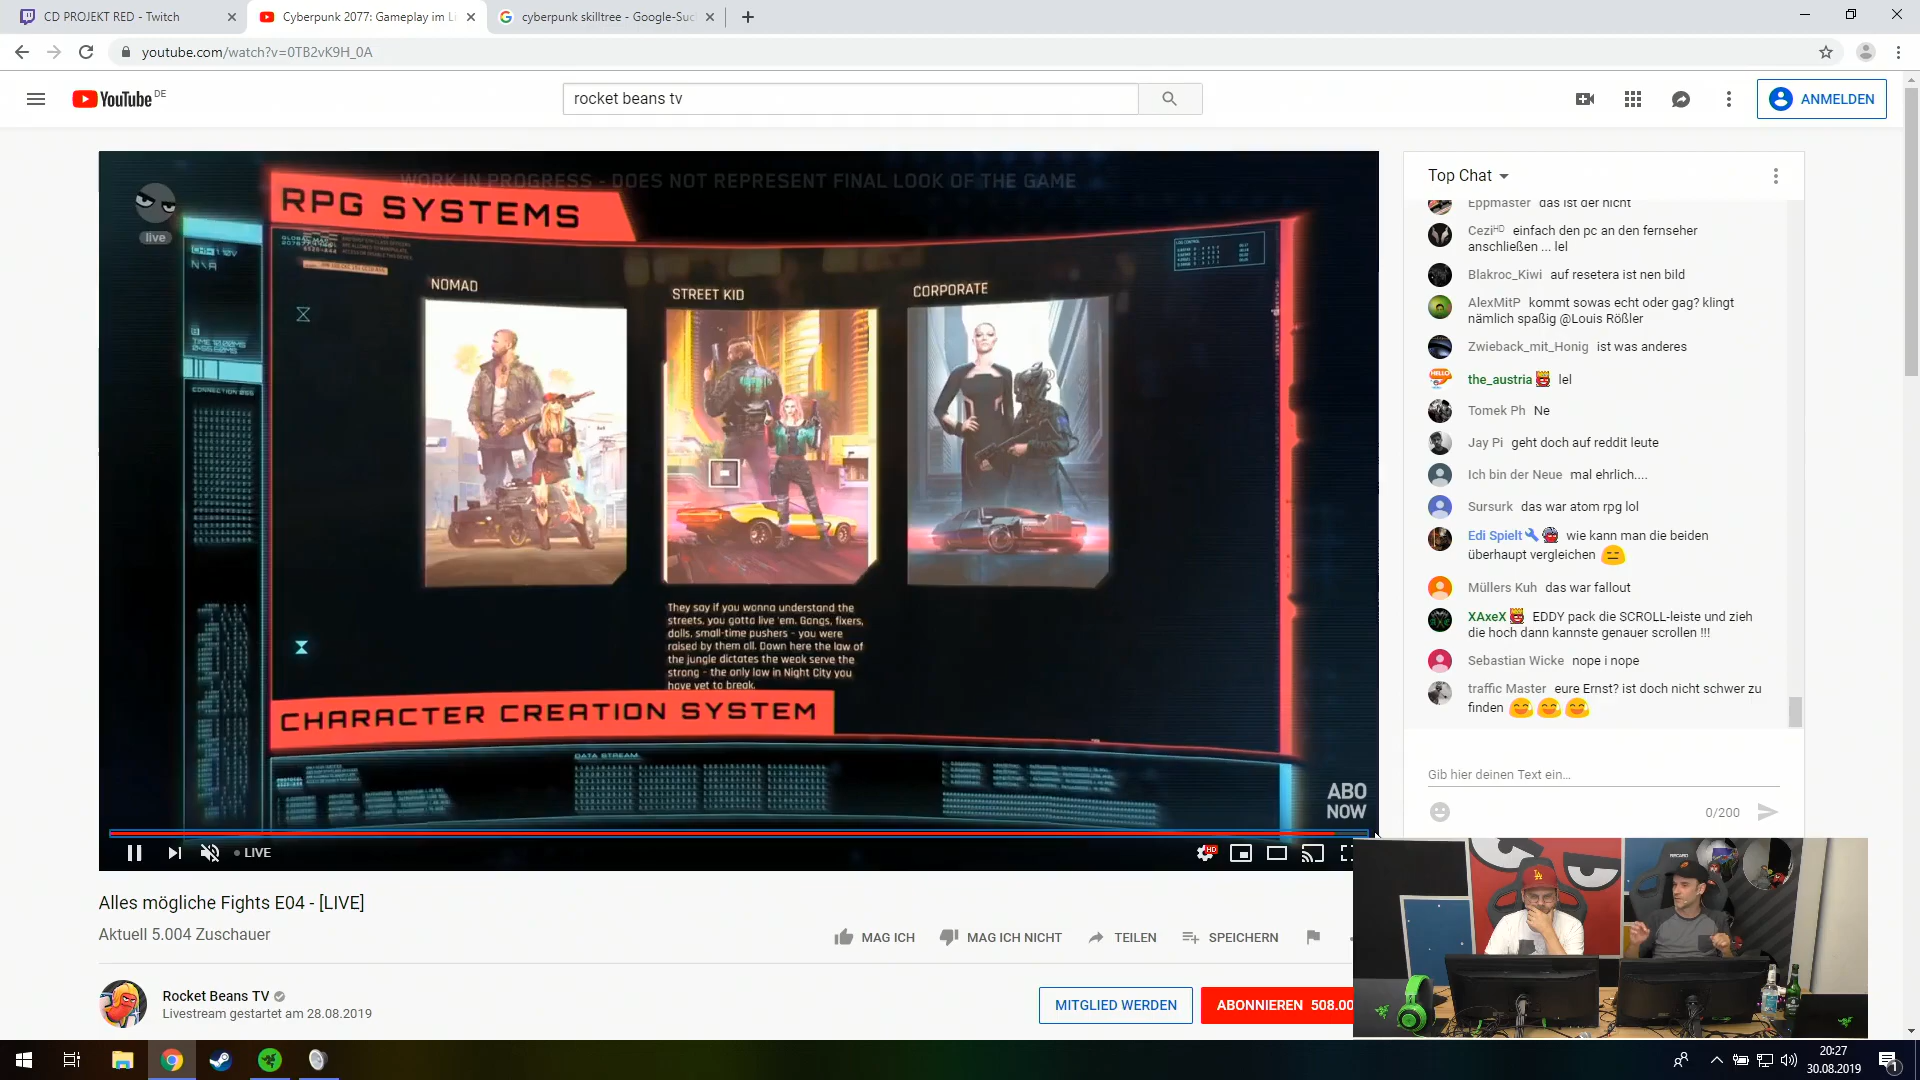 CD PROJEKT RED - Twitch
Cyberpunk 2077: Gameplay im Li
cyberpunk skilltree - Google-Suc
youtube.com/watch?v=0TB2vK9H_0A
YouTube DE
rocket beans tv
ANMELDEN
WORK IN PROGRESS - DOES NOT REPRESENT FINAL LOOK OF THE GAME
RPG SYSTEMS
live
NOMAD
STREET KID
CORPORATE
They say if you wanna understand the
streets, you gotta live 'em. Gangs, fixers,
dolls, small-time pushers - you were
raised by them all. Down here the law of
the jungle dictates the weak serve the
strong - the only law in Night City you
have yet to break.
CHARACTER CREATION SYSTEM
DATA STREAM
ABO
NOW
LIVE
HD
Top Chat
Eppmaster das ist der nicht
Cezi HD einfach den pc an den fernseher
anschließen ... lel
Blakroc_Kiwi auf resetera ist nen bild
AlexMitP kommt sowas echt oder gag? klingt
nämlich spaßig @Louis Rößler
Zwieback_mit_Honig ist was anderes
the_austria lel
Tomek Ph Ne
Jay Pi geht doch auf reddit leute
Ich bin der Neue mal ehrlich....
Sursurk das war atom rpg lol
Edi Spielt wie kann man die beiden
überhaupt vergleichen
Müllers Kuh das war fallout
XAxeX EDDY pack die SCROLL-leiste und zieh
die hoch dann kannste genauer scrollen !!!
Sebastian Wicke nope i nope
traffic Master eure Ernst? ist doch nicht schwer zu
finden
Gib hier deinen Text ein...
0/200
Alles mögliche Fights E04 - [LIVE]
Aktuell 5.004 Zuschauer
MAG ICH
MAG ICH NICHT
TEILEN
SPEICHERN
Rocket Beans TV
Livestream gestartet am 28.08.2019
MITGLIED WERDEN
ABONNIEREN 508.00
20:27
30.08.2019
1